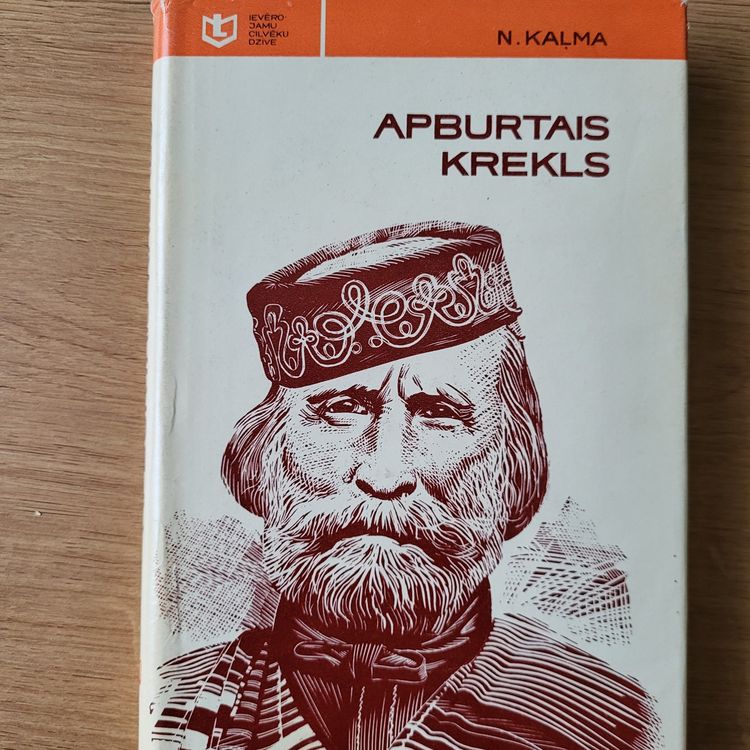 IEVĒRO-
JAMU
CILVĒKU
DZĪVE
N. KAĻMA
APBURTAIS
KREKLS